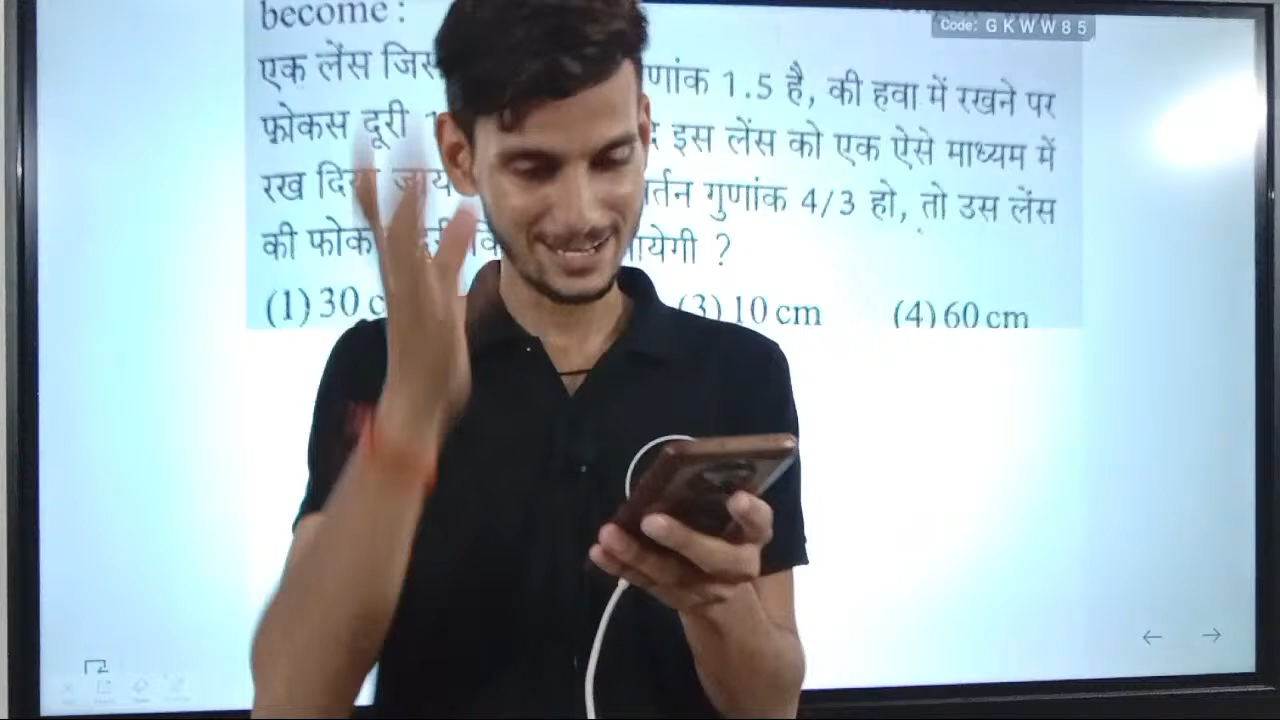 become :
Code: G K W W 8 5
एक लेंस जिस णांक 1.5 है, की हवा में रखने पर
फ़ोकस दूरी 1 इस लेंस को एक ऐसे माध्यम में
रख दिया जाय र्तन गुणांक 4/3 हो, तो उस लेंस
की फोक ायेगी ?
(1) 30 c (3) 10 cm (4) 60 cm